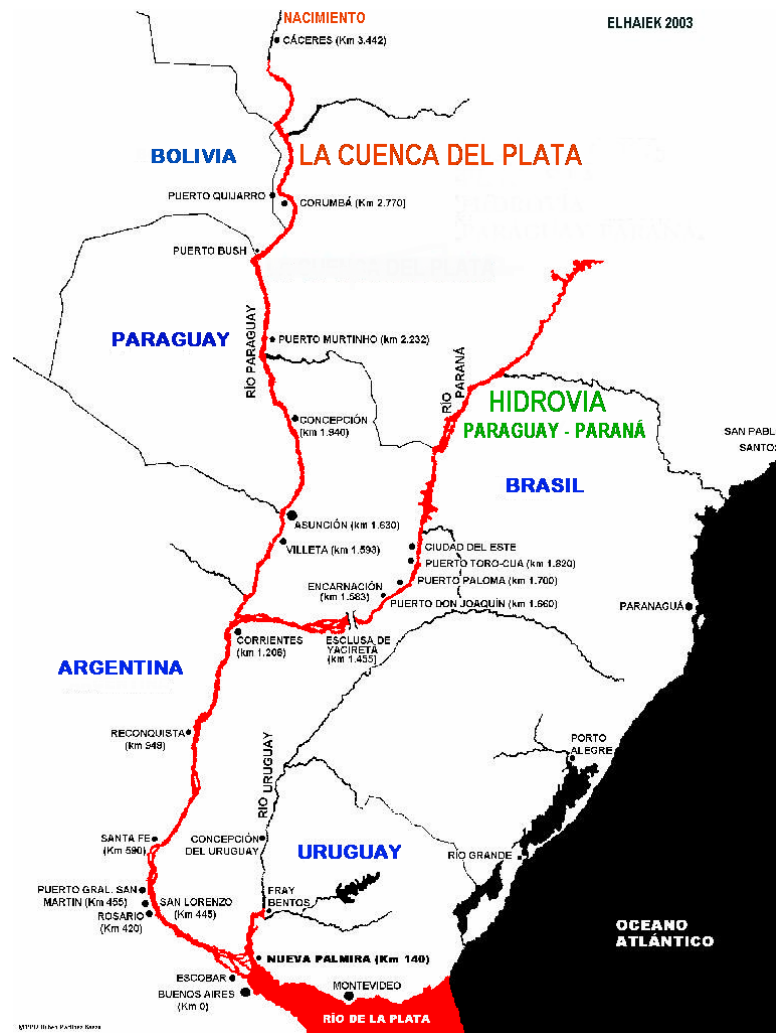 NACIMIENTO
ELHAIEK 2003
CÁCERES (Km 3.442)
BOLIVIA
LA CUENCA DEL PLATA
PUERTO QUIJARRO
CORUMBÁ (Km 2.770)
PUERTO BUSH
PARAGUAY
RÍO PARAGUAY
PUERTO MURTINHO (km 2.232)
RÍO
PARANÁ
HIDROVIA
PARAGUAY - PARANÁ
CONCEPCIÓN
(km 1.940)
SAN PABL
SANTOS
BRASIL
ASUNCIÓN (km 1.630)
VILLETA (km 1.593)
CIUDAD DEL ESTE
PUERTO TORO-CUA (km 1.820)
PUERTO PALOMA (km 1.700)
ENCARNACIÓN
(km 1.583)
PUERTO DON JOAQUÍN (km 1.660)
PARANAGUÁ
CORRIENTES
(km 1.208)
ESCLUSA DE
YACIRETÁ
(km 1.455)
ARGENTINA
RECONQUISTA
(km 949)
RÍO
URUGUAY
PORTO
ALEGRE
SANTA FE
(Km 590)
CONCEPCIÓN
DEL URUGUAY
URUGUAY
RÍO GRANDE
PUERTO GRAL. SAN
MARTIN (Km 455)
SAN LORENZO
(Km 445)
ROSARIO
(Km 420)
FRAY
BENTOS
OCEANO
ATLÁNTICO
NUEVA PALMIRA (Km 140)
ESCOBAR
BUENOS AIRES
(Km 0)
MONTEVIDEO
RÍO DE LA PLATA